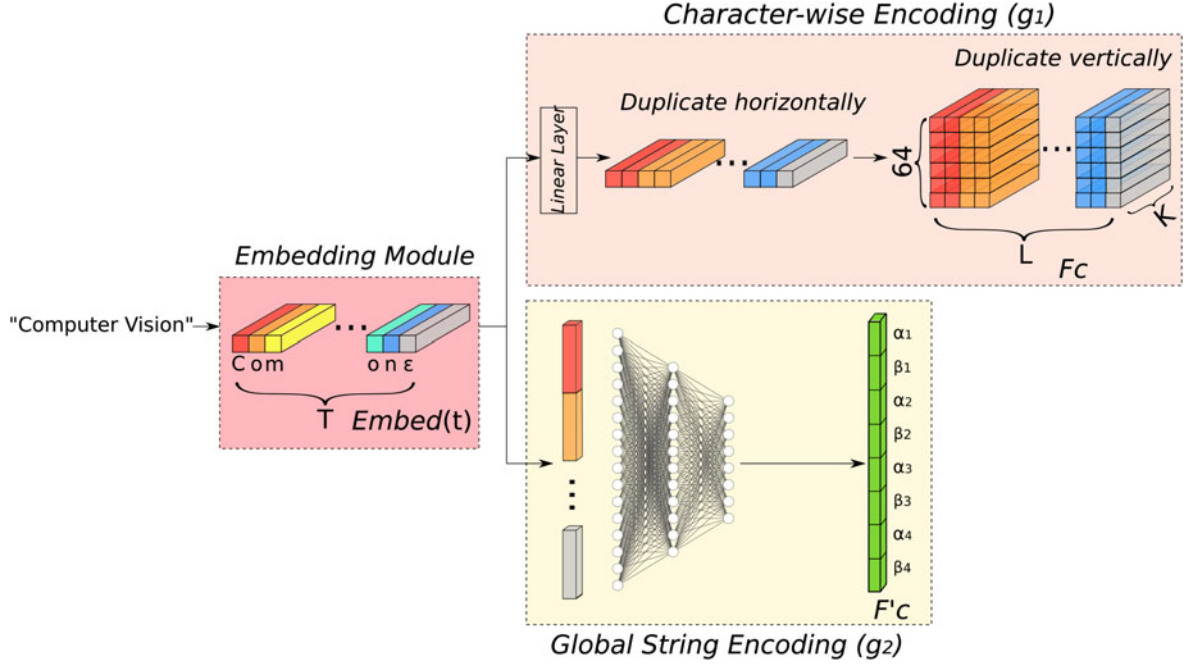 Character-wise Encoding (g₁)
Duplicate vertically
Duplicate horizontally
Linear Layer
...
...
64
L
K
Fc
Embedding Module
"Computer Vision"
...
C o m
o n ε
T
Embed(t)
...
α₁
β₁
α₂
β₂
α₃
β₃
α₄
β₄
F'c
Global String Encoding (g₂)